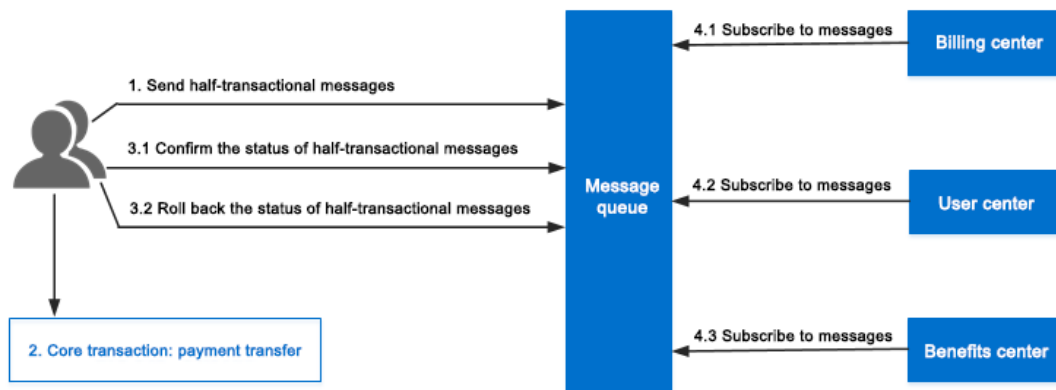 4.1 Subscribe to messages
Billing center
1. Send half-transactional messages
3.1 Confirm the status of half-transactional messages
Message
queue
4.2 Subscribe to messages
User center
3.2 Roll back the status of half-transactional messages
2. Core transaction: payment transfer
4.3 Subscribe to messages
Benefits center